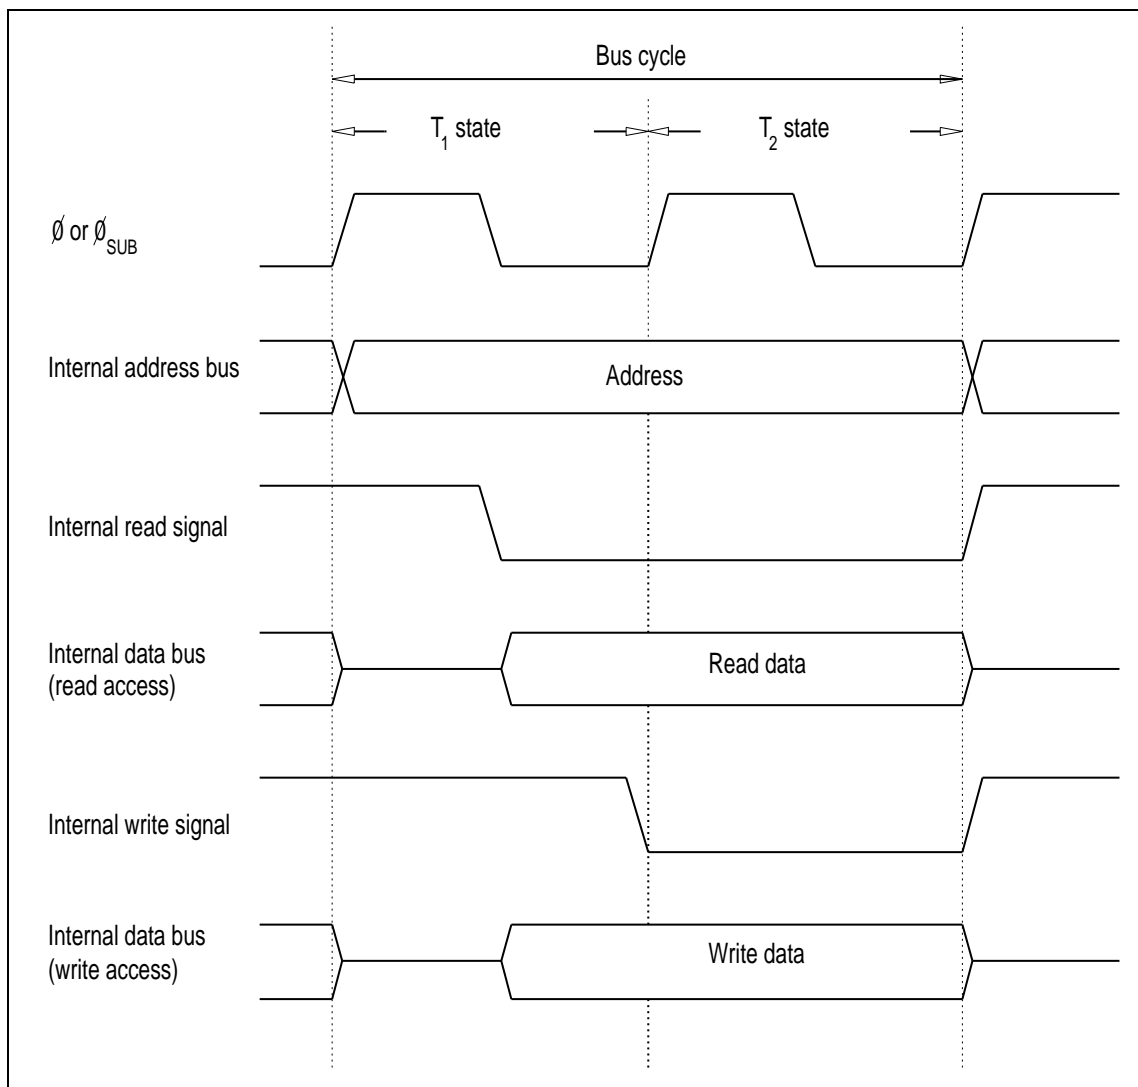 Bus cycle
T1 state
T2 state
Ø or ØSUB
Internal address bus
Address
Internal read signal
Internal data bus
(read access)
Read data
Internal write signal
Internal data bus
(write access)
Write data